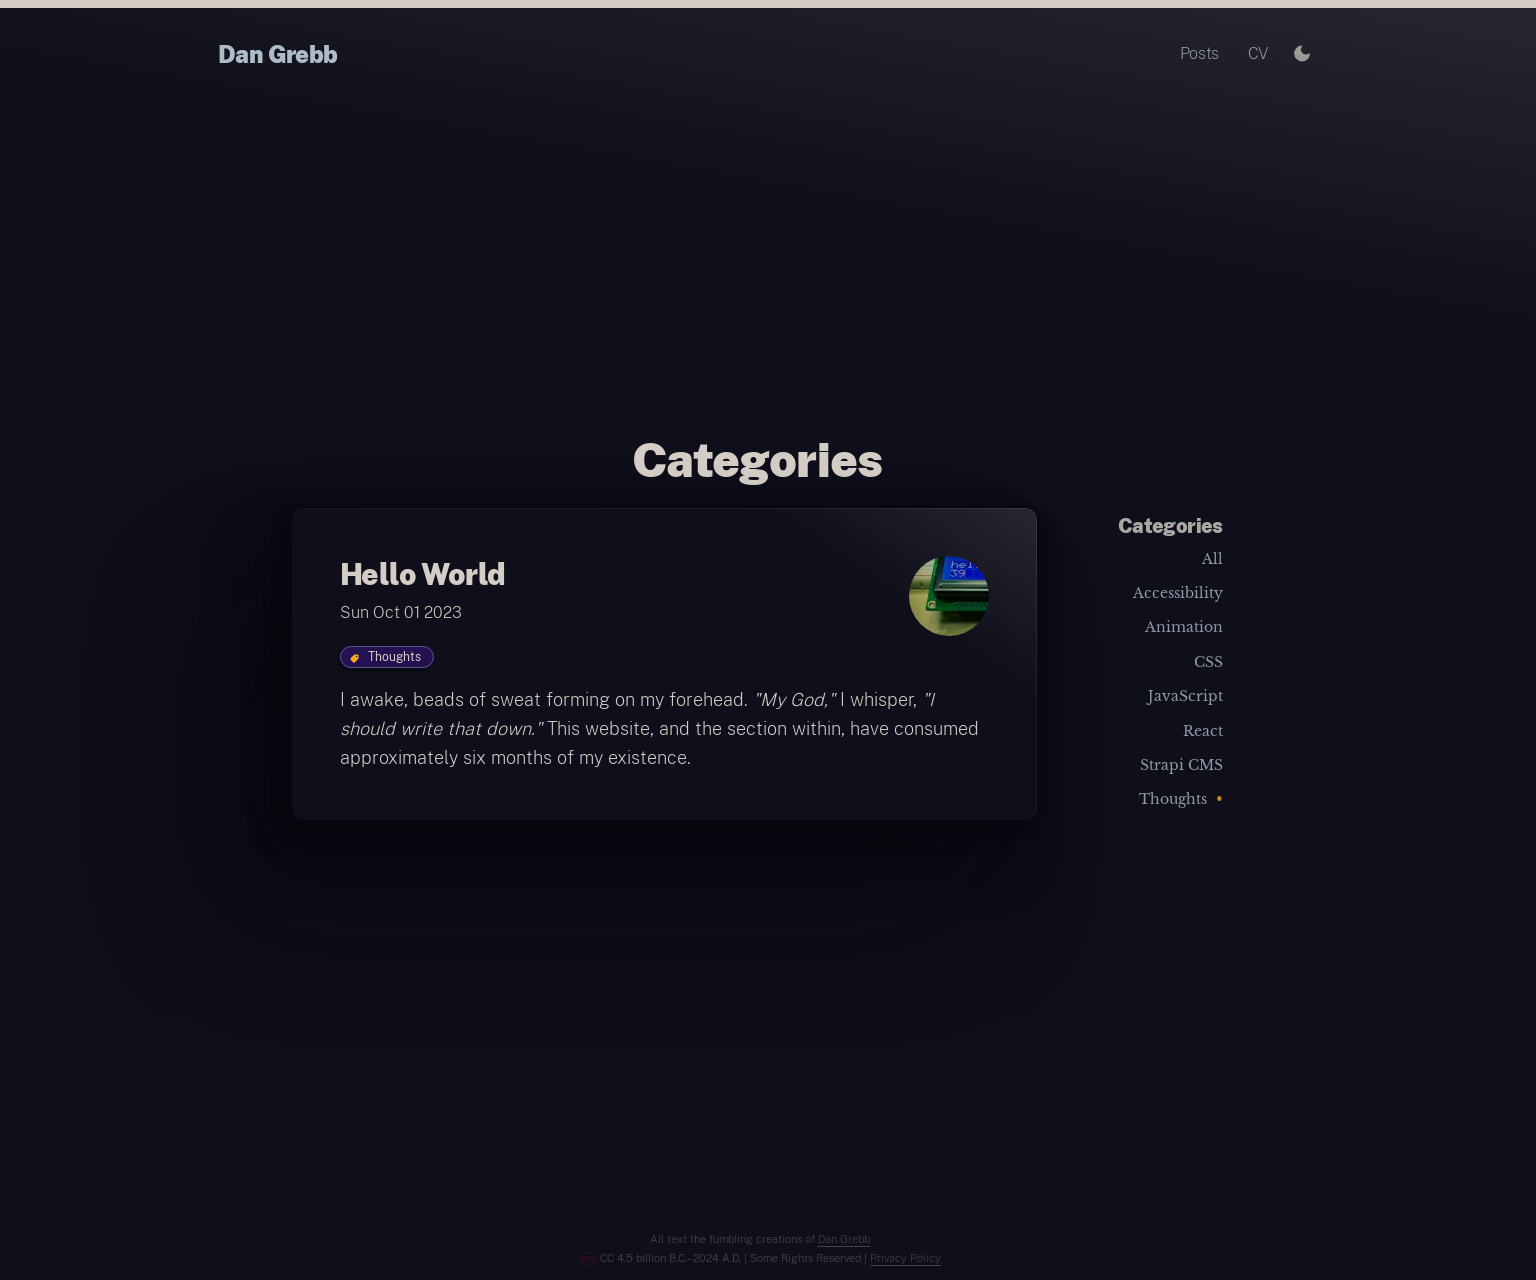 Dan Grebb
Posts
CV
Categories
Hello World
Sun Oct 01 2023
Thoughts
I awake, beads of sweat forming on my forehead. "My God," I whisper, "I
should write that down." This website, and the section within, have consumed
approximately six months of my existence.
Categories
All
Accessibility
Animation
CSS
JavaScript
React
Strapi CMS
Thoughts •
All text the fumbling creations of Dan Grebb
CC 4.5 billion B.C.–2024 A.D. | Some Rights Reserved | Privacy Policy